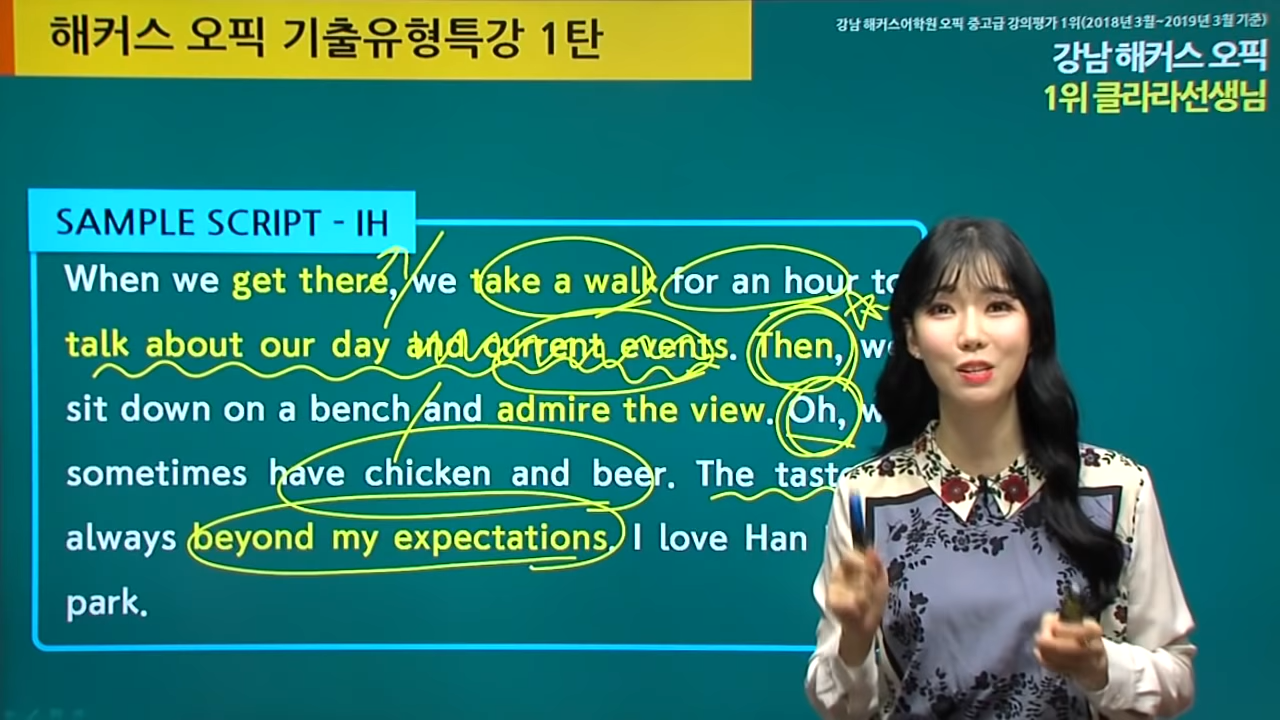 해커스 오픽 기출유형특강 1탄
강남 해커스어학원 오픽 중고급 강의평가 1위(2018년 3월~2019년 3월 기준)
강남 해커스 오픽
1위 클라라선생님
SAMPLE SCRIPT - IH
When we get there, we take a walk for an hour to
talk about our day and current events. Then, we
sit down on a bench and admire the view. Oh,
sometimes have chicken and beer. The
always beyond my expectations. I love Han
park.